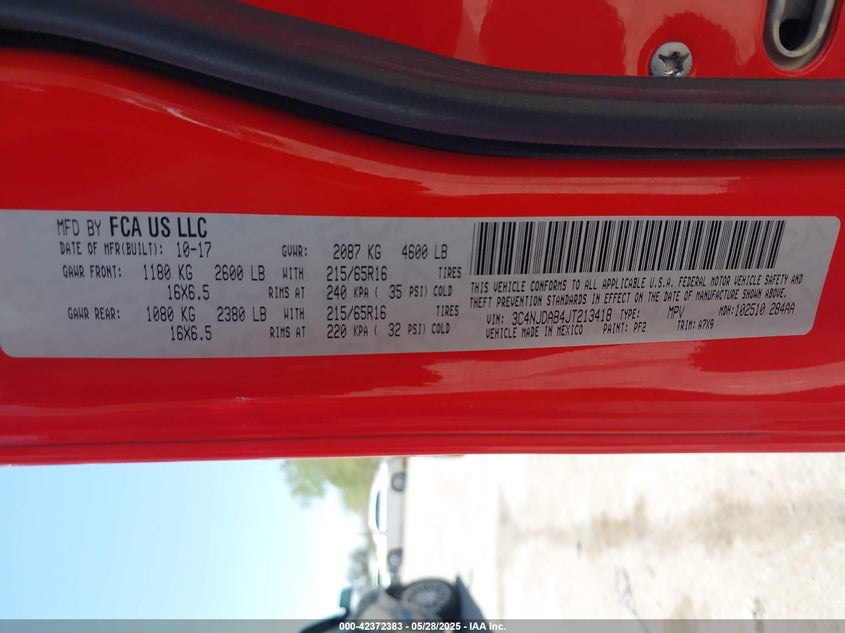 MFD BY FCA US LLC
DATE OF MFR(BUILT): 10-17 GVWR: 2087 KG 4600 LB
GAWR FRONT: 1180 KG 2600 LB WITH 215/65R16 TIRES
16X6.5 RIMS AT 240 KPA ( 35 PSI) COLD
GAWR REAR: 1080 KG 2380 LB WITH 215/65R16 TIRES
16X6.5 RIMS AT 220 KPA ( 32 PSI) COLD
THIS VEHICLE CONFORMS TO ALL APPLICABLE U.S.A. FEDERAL MOTOR VEHICLE SAFETY AND
THEFT PREVENTION STANDARDS IN EFFECT ON THE DATE OF MANUFACTURE SHOWN ABOVE.
VIN: 3C4NJDAB4JT213418 TYPE: MPV MDH: 102510 284AA
VEHICLE MADE IN MEXICO PAINT: PF2 TRIM: A7X9
000-42372383 - 05/28/2025 - IAA Inc.